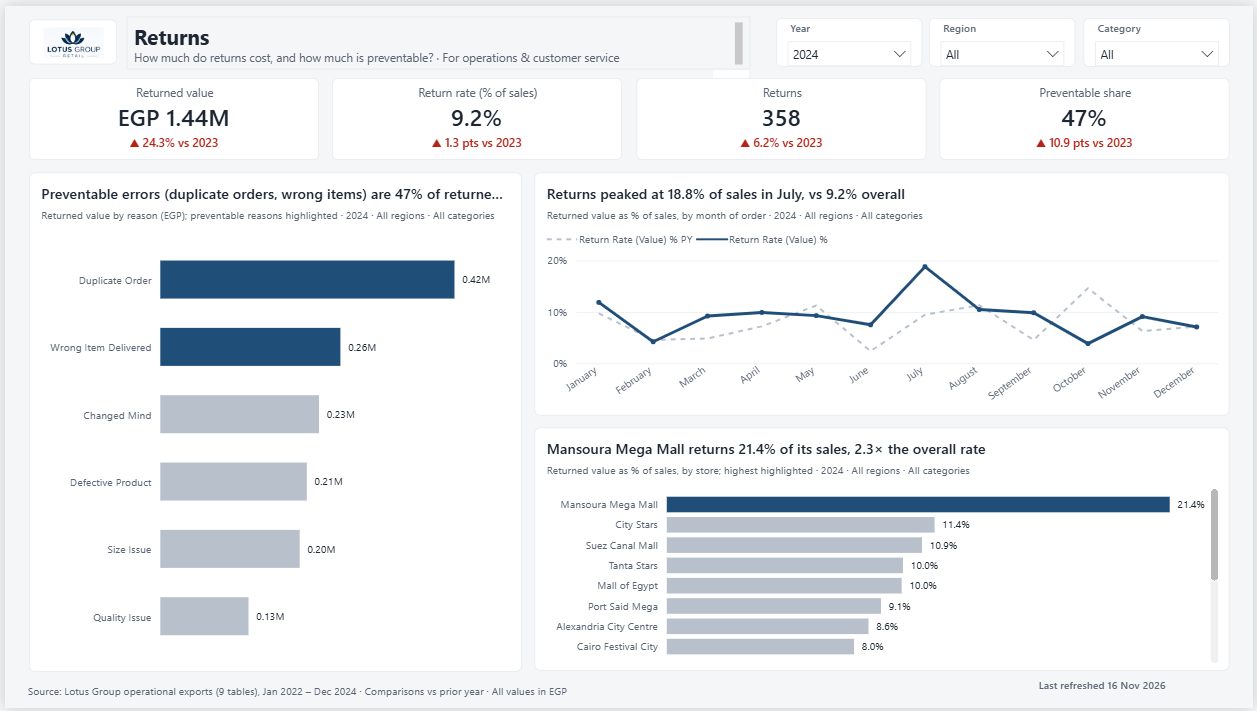 LOTUS GROUP
RETAIL
Returns
How much do returns cost, and how much is preventable? · For operations & customer service
Year
2024
Region
All
Category
All
Returned value
EGP 1.44M
▲ 24.3% vs 2023
Return rate (% of sales)
9.2%
▲ 1.3 pts vs 2023
Returns
358
▲ 6.2% vs 2023
Preventable share
47%
▲ 10.9 pts vs 2023
Preventable errors (duplicate orders, wrong items) are 47% of returne...
Returned value by reason (EGP); preventable reasons highlighted · 2024 · All regions · All categories
Duplicate Order 0.42M
Wrong Item Delivered 0.26M
Changed Mind 0.23M
Defective Product 0.21M
Size Issue 0.20M
Quality Issue 0.13M
Returns peaked at 18.8% of sales in July, vs 9.2% overall
Returned value as % of sales, by month of order · 2024 · All regions · All categories
Return Rate (Value) % PY Return Rate (Value) %
20%
10%
0%
January February March April May June July August September October November December
Mansoura Mega Mall returns 21.4% of its sales, 2.3× the overall rate
Returned value as % of sales, by store; highest highlighted · 2024 · All regions · All categories
Mansoura Mega Mall 21.4%
City Stars 11.4%
Suez Canal Mall 10.9%
Tanta Stars 10.0%
Mall of Egypt 10.0%
Port Said Mega 9.1%
Alexandria City Centre 8.6%
Cairo Festival City 8.0%
Source: Lotus Group operational exports (9 tables), Jan 2022 – Dec 2024 · Comparisons vs prior year · All values in EGP
Last refreshed 16 Nov 2026